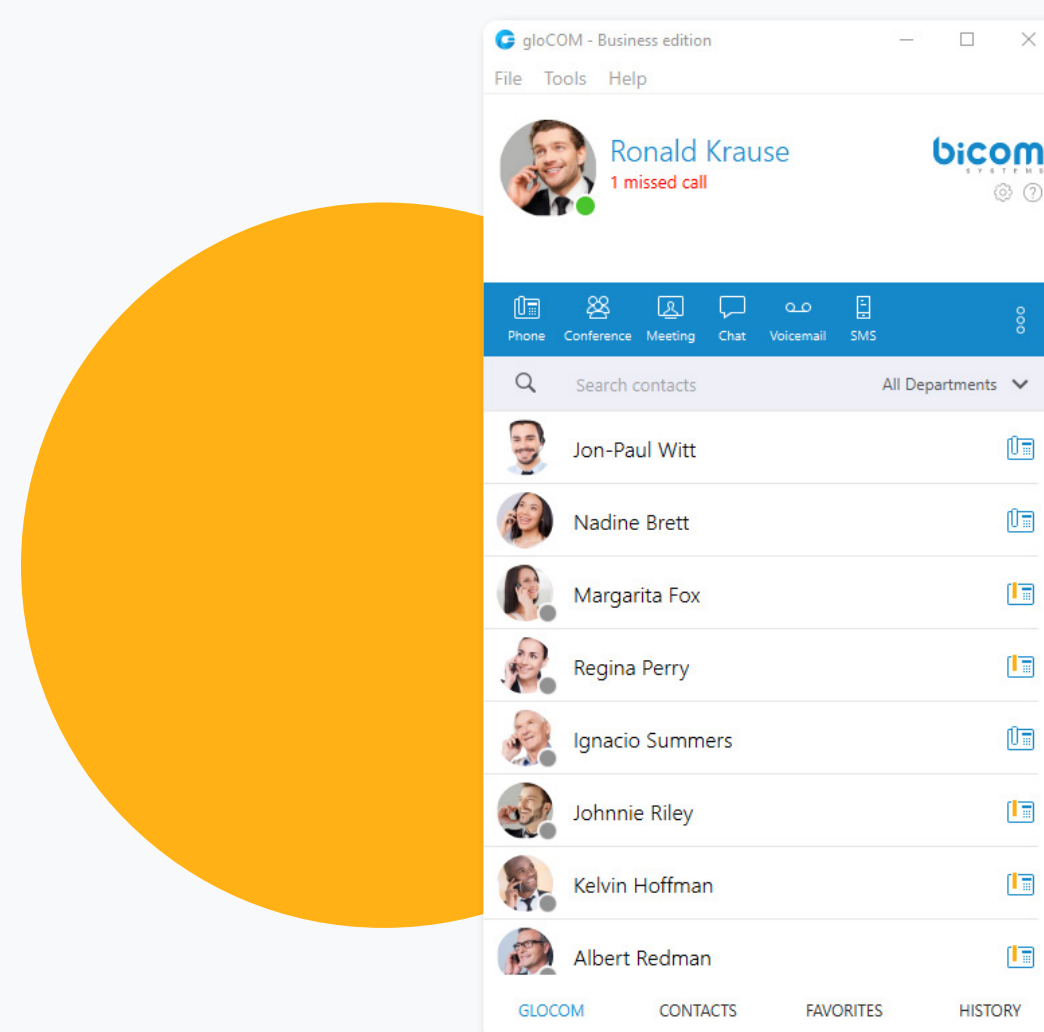 gloCOM - Business edition
File Tools Help
Ronald Krause
1 missed call
bicom
SYSTEMS
Phone Conference Meeting Chat Voicemail SMS
Search contacts All Departments
Jon-Paul Witt
Nadine Brett
Margarita Fox
Regina Perry
Ignacio Summers
Johnnie Riley
Kelvin Hoffman
Albert Redman
GLOCOM CONTACTS FAVORITES HISTORY